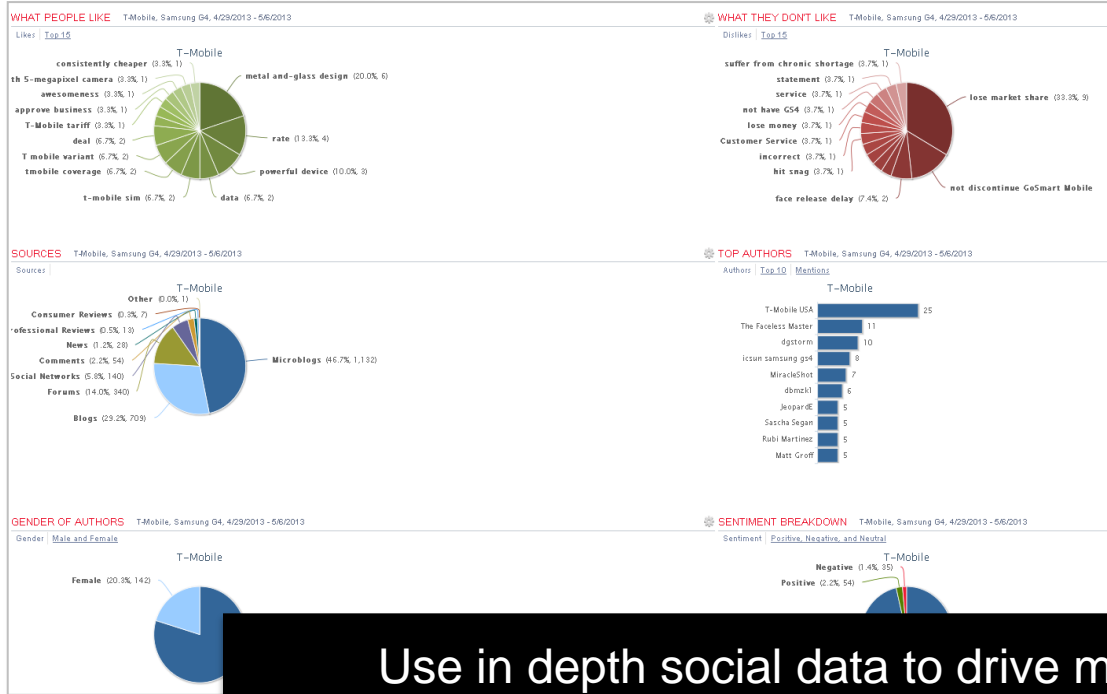 WHAT PEOPLE LIKE T-Mobile, Samsung G4, 4/29/2013 - 5/6/2013
Likes Top 15
T-Mobile
consistently cheaper (3.3%, 1)
th 5-megapixel camera (3.3%, 1)
awesomeness (3.3%, 1)
approve business (3.3%, 1)
T-Mobile tariff (3.3%, 1)
deal (6.7%, 2)
T mobile variant (6.7%, 2)
tmobile coverage (6.7%, 2)
t-mobile sim (6.7%, 2)
data (6.7%, 2)
powerful device (10.0%, 3)
rate (13.3%, 4)
metal and-glass design (20.0%, 6)
WHAT THEY DON'T LIKE T-Mobile, Samsung G4, 4/29/2013 - 5/6/2013
Dislikes Top 15
T-Mobile
suffer from chronic shortage (3.7%, 1)
statement (3.7%, 1)
service (3.7%, 1)
not have GS4 (3.7%, 1)
lose money (3.7%, 1)
Customer Service (3.7%, 1)
incorrect (3.7%, 1)
hit snag (3.7%, 1)
face release delay (7.4%, 2)
not discontinue GoSmart Mobile
lose market share (33.3%, 9)
SOURCES T-Mobile, Samsung G4, 4/29/2013 - 5/6/2013
Sources
T-Mobile
Other (0.0%, 1)
Consumer Reviews (0.3%, 7)
rofessional Reviews (0.5%, 13)
News (1.2%, 28)
Comments (2.2%, 54)
Social Networks (5.8%, 140)
Forums (14.0%, 340)
Blogs (29.2%, 709)
Microblogs (46.7%, 1,132)
TOP AUTHORS T-Mobile, Samsung G4, 4/29/2013 - 5/6/2013
Authors Top 10 Mentions
T-Mobile
T-Mobile USA 25
The Faceless Master 11
dgstorm 10
icsun samsung gs4 8
MiracleShot 7
dbmzk1 6
JeopardE 5
Sascha Segan 5
Rubi Martinez 5
Matt Groff 5
GENDER OF AUTHORS T-Mobile, Samsung G4, 4/29/2013 - 5/6/2013
Gender Male and Female
T-Mobile
Female (20.3%, 142)
SENTIMENT BREAKDOWN T-Mobile, Samsung G4, 4/29/2013 - 5/6/2013
Sentiment Positive, Negative, and Neutral
T-Mobile
Negative (1.4%, 35)
Positive (2.2%, 54)
Use in depth social data to drive m